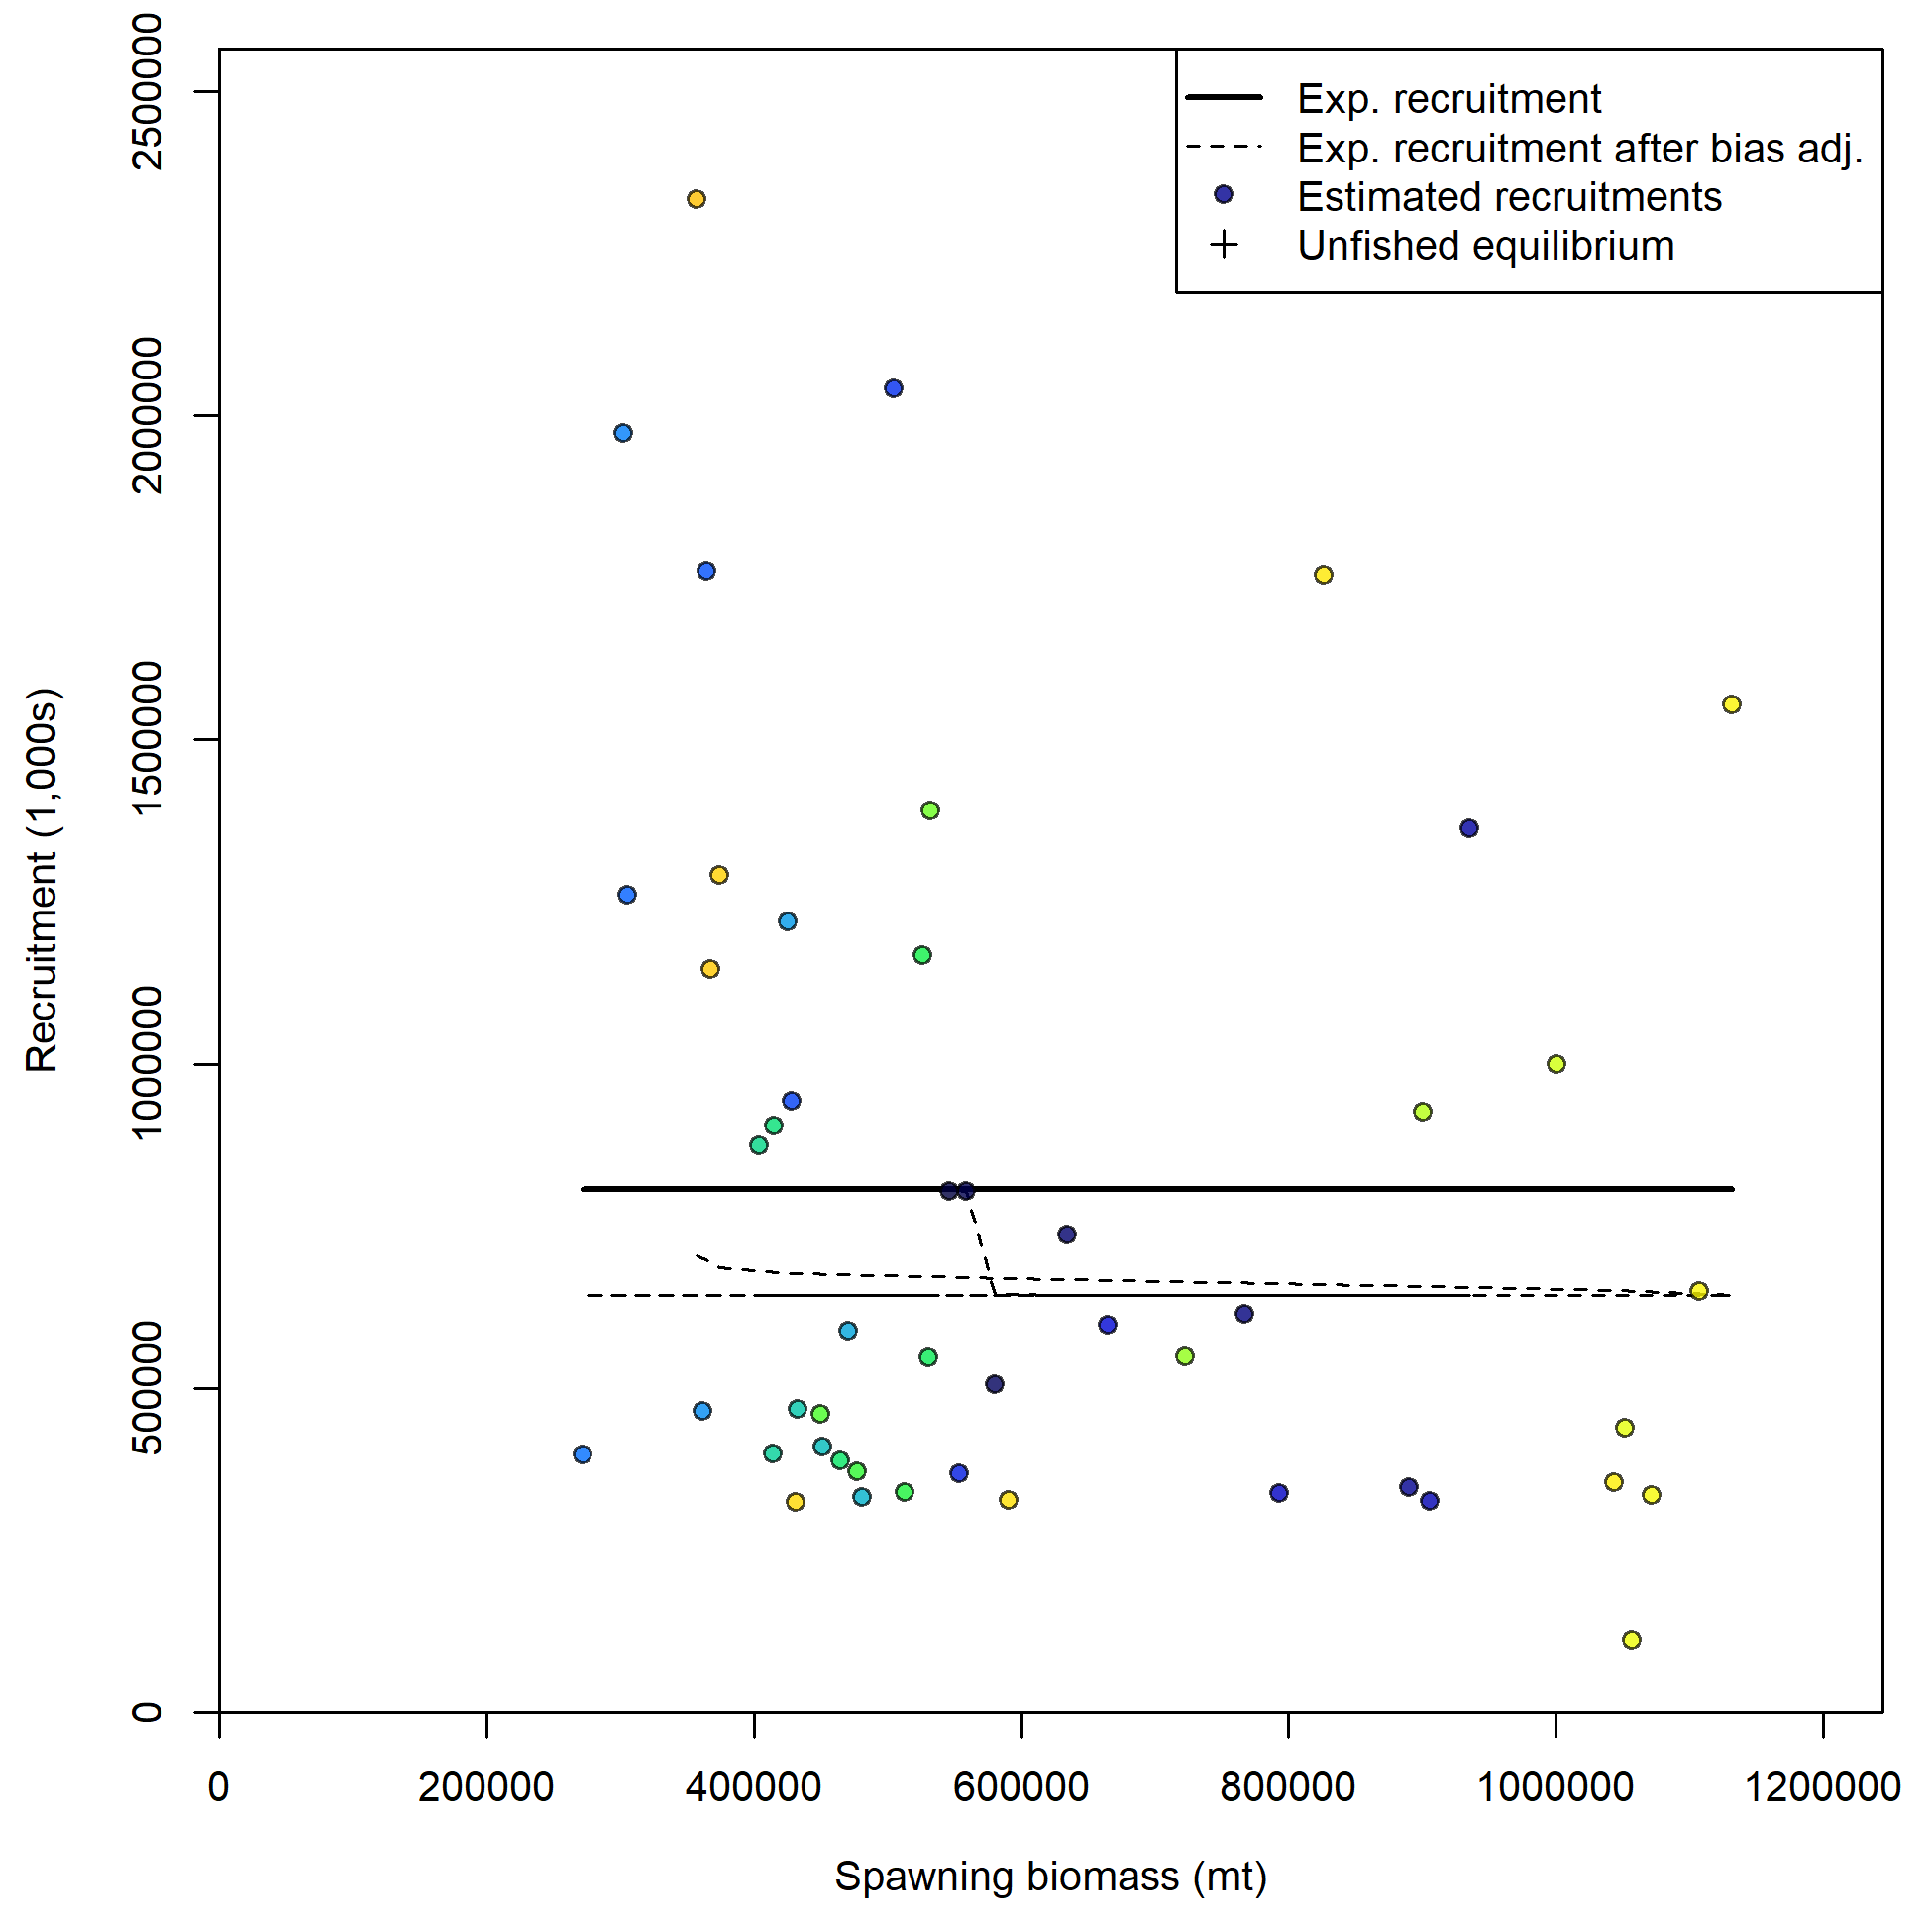 Exp. recruitment
Exp. recruitment after bias adj.
Estimated recruitments
Unfished equilibrium
Recruitment (1,000s)
2500000
2000000
1500000
1000000
500000
0
0 200000 400000 600000 800000 1000000 1200000
Spawning biomass (mt)